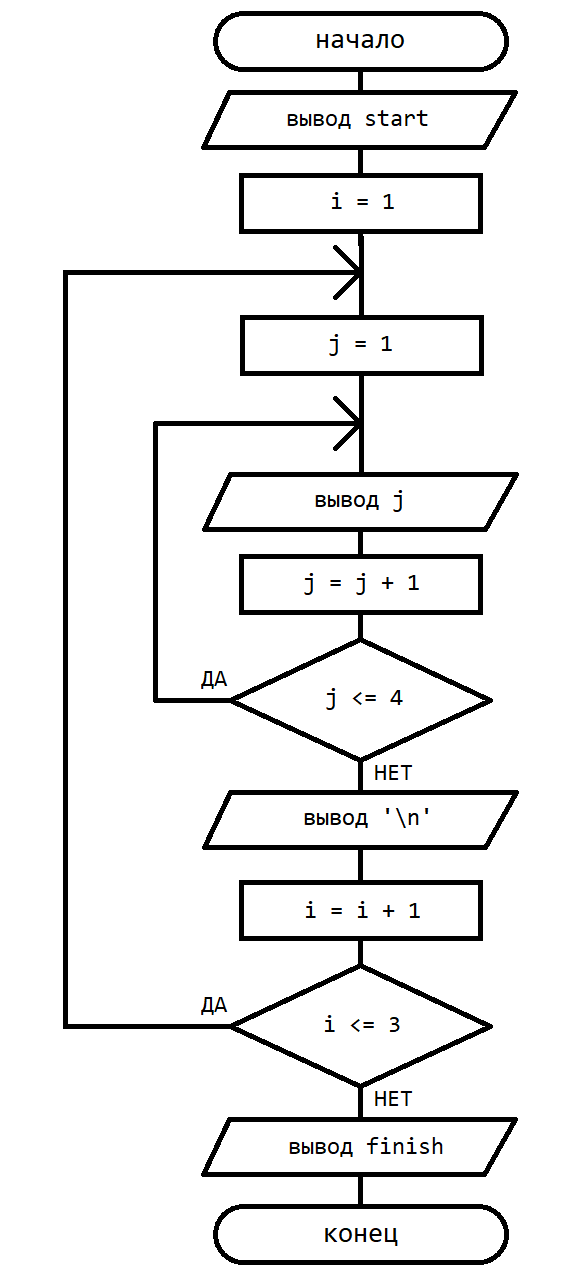 начало
вывод start
i = 1
j = 1
вывод j
j = j + 1
ДА
j <= 4
НЕТ
вывод '\n'
i = i + 1
ДА
i <= 3
НЕТ
вывод finish
конец